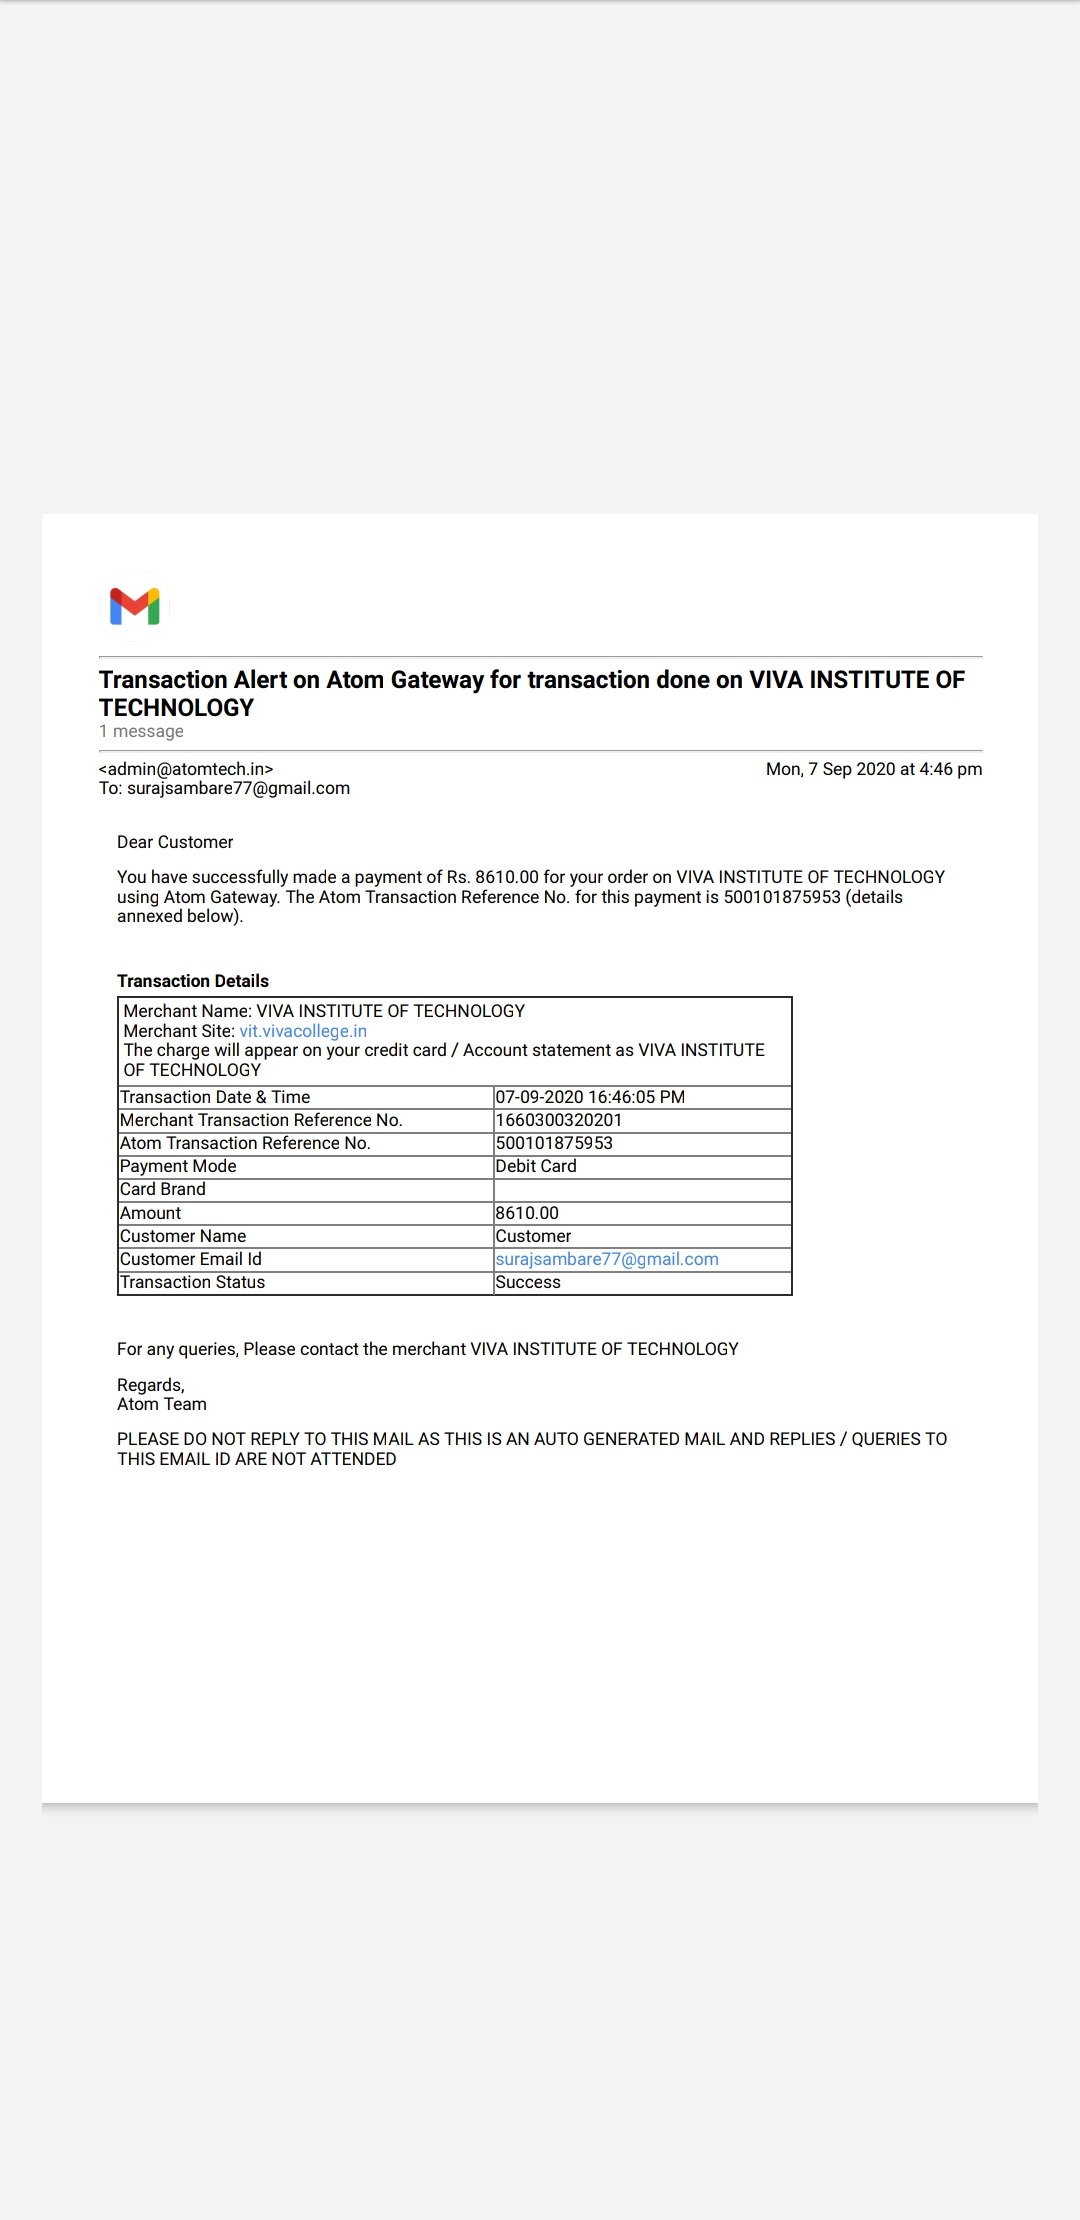 Transaction Alert on Atom Gateway for transaction done on VIVA INSTITUTE OF
TECHNOLOGY
1 message
<admin@atomtech.in> Mon, 7 Sep 2020 at 4:46 pm
To: surajsambare77@gmail.com
Dear Customer
You have successfully made a payment of Rs. 8610.00 for your order on VIVA INSTITUTE OF TECHNOLOGY
using Atom Gateway. The Atom Transaction Reference No. for this payment is 500101875953 (details
annexed below).
Transaction Details
Merchant Name: VIVA INSTITUTE OF TECHNOLOGY
Merchant Site: vit.vivacollege.in
The charge will appear on your credit card / Account statement as VIVA INSTITUTE
OF TECHNOLOGY
Transaction Date & Time 07-09-2020 16:46:05 PM
Merchant Transaction Reference No. 1660300320201
Atom Transaction Reference No. 500101875953
Payment Mode Debit Card
Card Brand
Amount 8610.00
Customer Name Customer
Customer Email Id surajsambare77@gmail.com
Transaction Status Success
For any queries, Please contact the merchant VIVA INSTITUTE OF TECHNOLOGY
Regards,
Atom Team
PLEASE DO NOT REPLY TO THIS MAIL AS THIS IS AN AUTO GENERATED MAIL AND REPLIES / QUERIES TO
THIS EMAIL ID ARE NOT ATTENDED